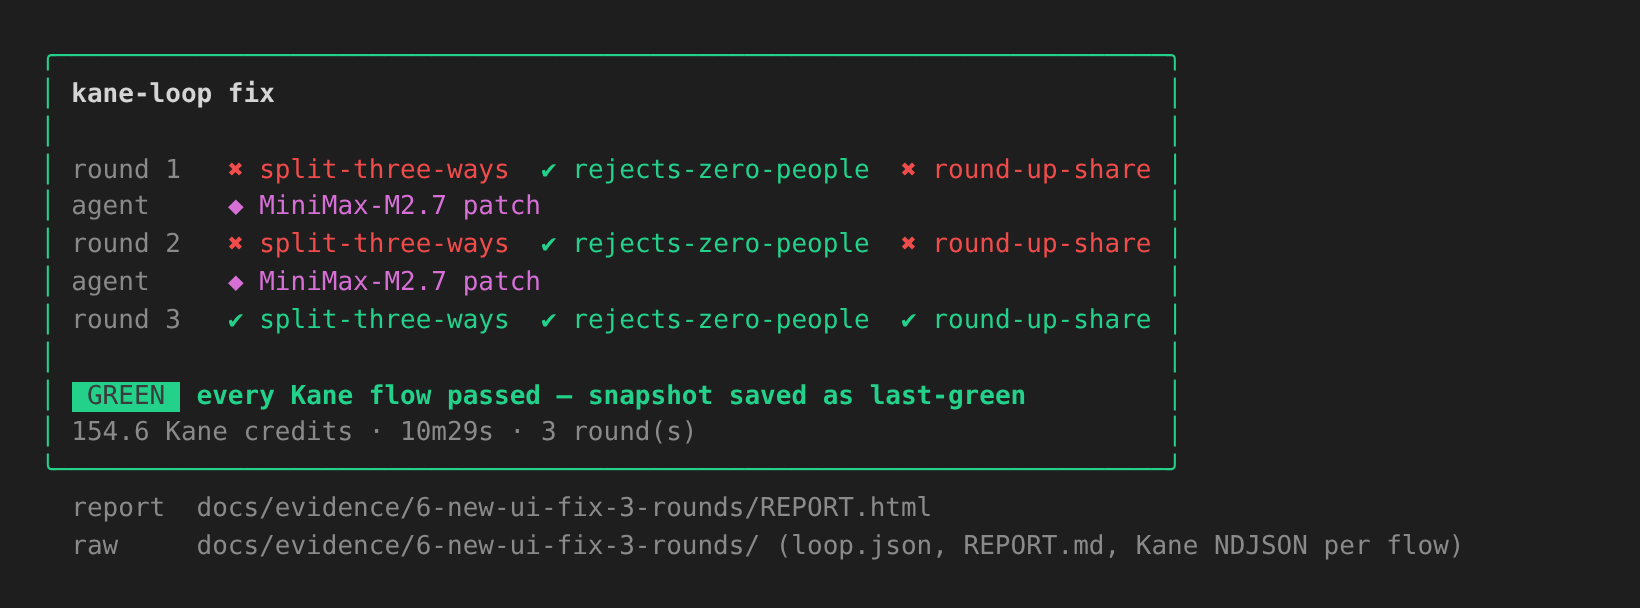 kane-loop fix
round 1 ✖ split-three-ways ✔ rejects-zero-people ✖ round-up-share
agent ◆ MiniMax-M2.7 patch
round 2 ✖ split-three-ways ✔ rejects-zero-people ✖ round-up-share
agent ◆ MiniMax-M2.7 patch
round 3 ✔ split-three-ways ✔ rejects-zero-people ✔ round-up-share
GREEN every Kane flow passed — snapshot saved as last-green
154.6 Kane credits · 10m29s · 3 round(s)
report docs/evidence/6-new-ui-fix-3-rounds/REPORT.html
raw docs/evidence/6-new-ui-fix-3-rounds/ (loop.json, REPORT.md, Kane NDJSON per flow)